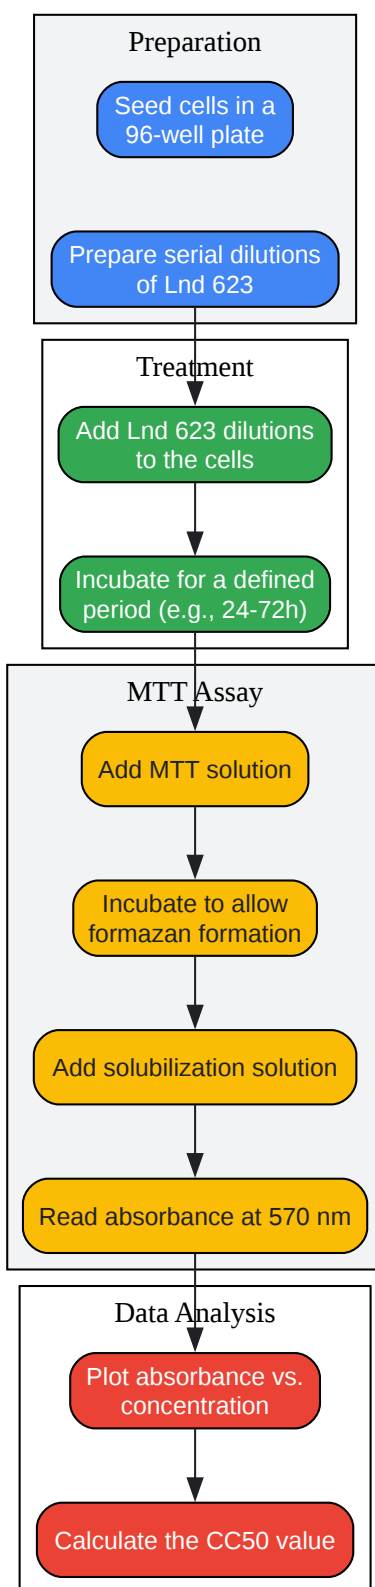 Preparation
Seed cells in a
96-well plate
Prepare serial dilutions
of Lnd 623
Treatment
Add Lnd 623 dilutions
to the cells
Incubate for a defined
period (e.g., 24-72h)
MTT Assay
Add MTT solution
Incubate to allow
formazan formation
Add solubilization solution
Read absorbance at 570 nm
Data Analysis
Plot absorbance vs.
concentration
Calculate the CC50 value